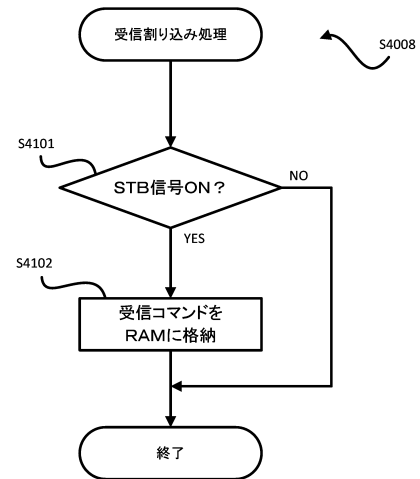 受信割り込み処理
S4008
S4101
STB信号ON？
NO
YES
S4102
受信コマンドを
RAMに格納
終了